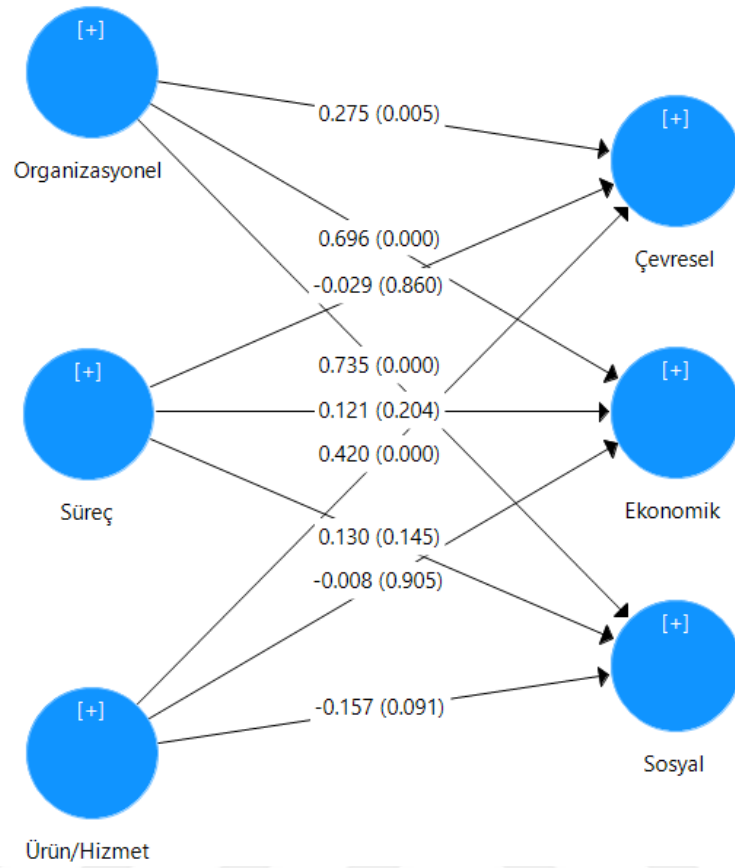 [+]
Organizasyonel
[+]
Süreç
[+]
Ürün/Hizmet
0.275 (0.005)
0.696 (0.000)
-0.029 (0.860)
0.735 (0.000)
0.121 (0.204)
0.420 (0.000)
0.130 (0.145)
-0.008 (0.905)
-0.157 (0.091)
[+]
Çevresel
[+]
Ekonomik
[+]
Sosyal